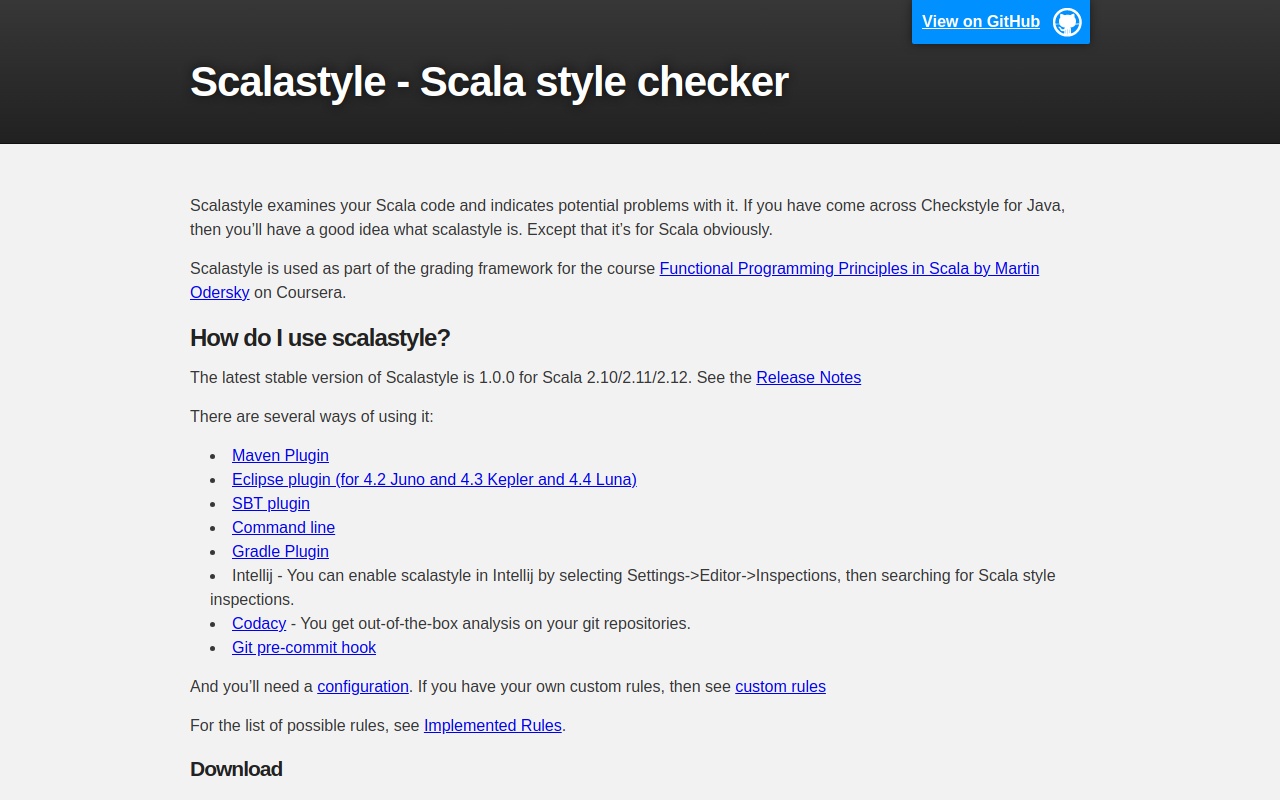 View on GitHub
Scalastyle - Scala style checker
Scalastyle examines your Scala code and indicates potential problems with it. If you have come across Checkstyle for Java,
then you’ll have a good idea what scalastyle is. Except that it’s for Scala obviously.
Scalastyle is used as part of the grading framework for the course Functional Programming Principles in Scala by Martin
Odersky on Coursera.
How do I use scalastyle?
The latest stable version of Scalastyle is 1.0.0 for Scala 2.10/2.11/2.12. See the Release Notes
There are several ways of using it:
• Maven Plugin
• Eclipse plugin (for 4.2 Juno and 4.3 Kepler and 4.4 Luna)
• SBT plugin
• Command line
• Gradle Plugin
• Intellij - You can enable scalastyle in Intellij by selecting Settings->Editor->Inspections, then searching for Scala style
inspections.
• Codacy - You get out-of-the-box analysis on your git repositories.
• Git pre-commit hook
And you’ll need a configuration. If you have your own custom rules, then see custom rules
For the list of possible rules, see Implemented Rules.
Download